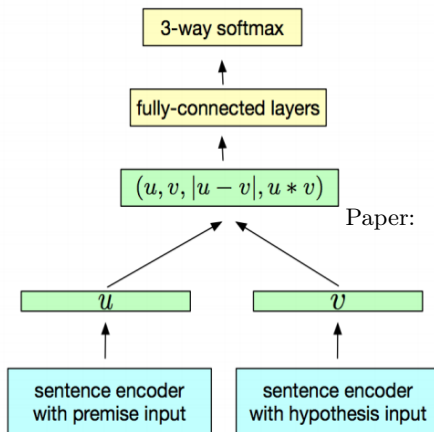 3-way softmax
fully-connected layers
(u, v, |u − v|, u ∗ v)
Paper:
u
v
sentence encoder
with premise input
sentence encoder
with hypothesis input